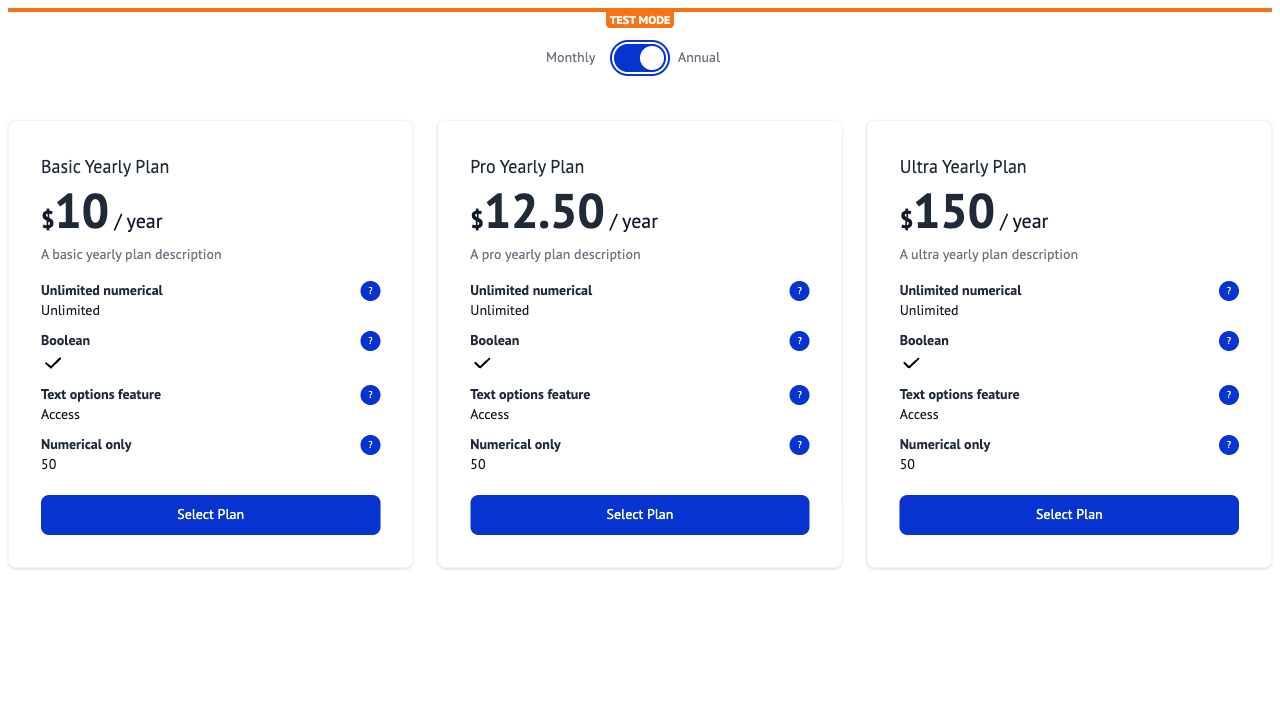 TEST MODE
Monthly Annual
Basic Yearly Plan
$10 / year
A basic yearly plan description
Unlimited numerical ?
Unlimited
Boolean ?
Text options feature ?
Access
Numerical only ?
50
Select Plan
Pro Yearly Plan
$12.50 / year
A pro yearly plan description
Unlimited numerical ?
Unlimited
Boolean ?
Text options feature ?
Access
Numerical only ?
50
Select Plan
Ultra Yearly Plan
$150 / year
A ultra yearly plan description
Unlimited numerical ?
Unlimited
Boolean ?
Text options feature ?
Access
Numerical only ?
50
Select Plan